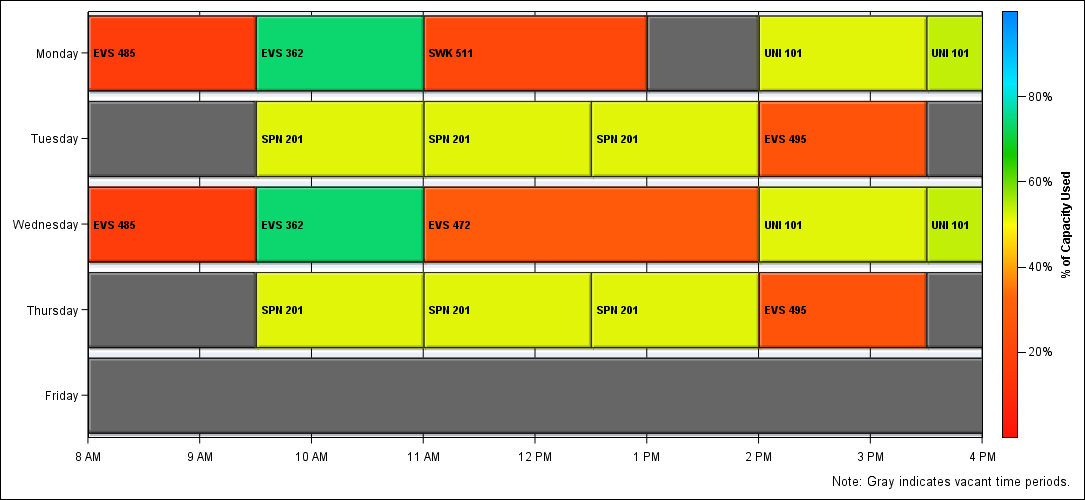 Monday
EVS 485
EVS 362
SWK 511
UNI 101
UNI 101
Tuesday
SPN 201
SPN 201
SPN 201
EVS 495
Wednesday
EVS 485
EVS 362
EVS 472
UNI 101
UNI 101
Thursday
SPN 201
SPN 201
SPN 201
EVS 495
Friday
8 AM
9 AM
10 AM
11 AM
12 PM
1 PM
2 PM
3 PM
4 PM
80%
60%
40%
20%
% of Capacity Used
Note: Gray indicates vacant time periods.